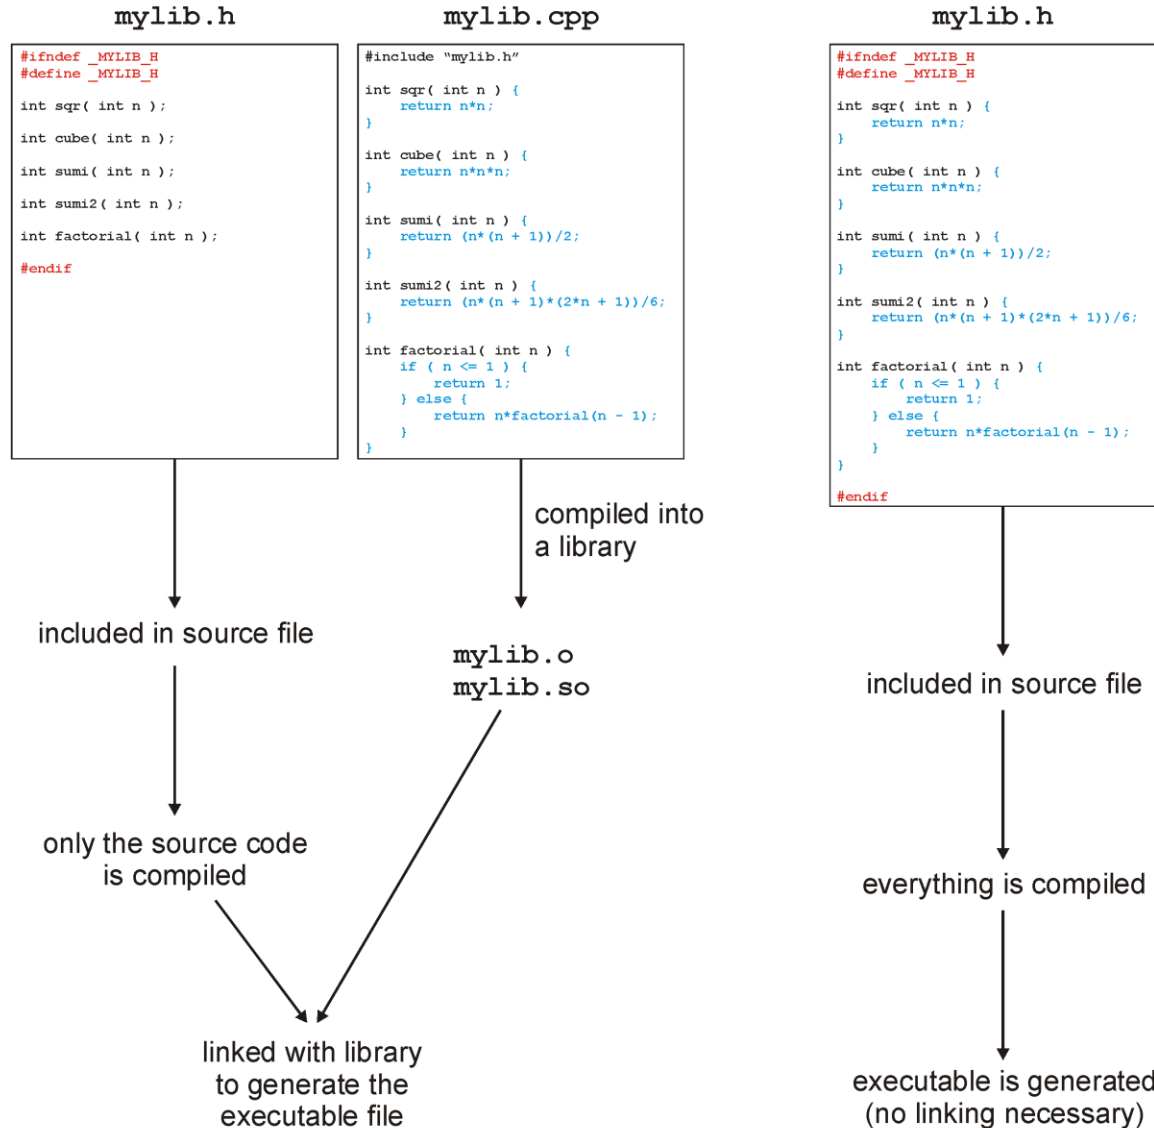 mylib.h
#ifndef _MYLIB_H
#define _MYLIB_H
int sqr( int n );
int cube( int n );
int sumi( int n );
int sumi2( int n );
int factorial( int n );
#endif
mylib.cpp
#include “mylib.h”
int sqr( int n ) {
return n*n;
}
int cube( int n ) {
return n*n*n;
}
int sumi( int n ) {
return (n*(n + 1))/2;
}
int sumi2( int n ) {
return (n*(n + 1)*(2*n + 1))/6;
}
int factorial( int n ) {
if ( n <= 1 ) {
return 1;
} else {
return n*factorial(n - 1);
}
}
included in source file
only the source code
is compiled
compiled into
a library
mylib.o
mylib.so
linked with library
to generate the
executable file
mylib.h
#ifndef _MYLIB_H
#define _MYLIB_H
int sqr( int n ) {
return n*n;
}
int cube( int n ) {
return n*n*n;
}
int sumi( int n ) {
return (n*(n + 1))/2;
}
int sumi2( int n ) {
return (n*(n + 1)*(2*n + 1))/6;
}
int factorial( int n ) {
if ( n <= 1 ) {
return 1;
} else {
return n*factorial(n - 1);
}
}
#endif
included in source file
everything is compiled
executable is generated
(no linking necessary)